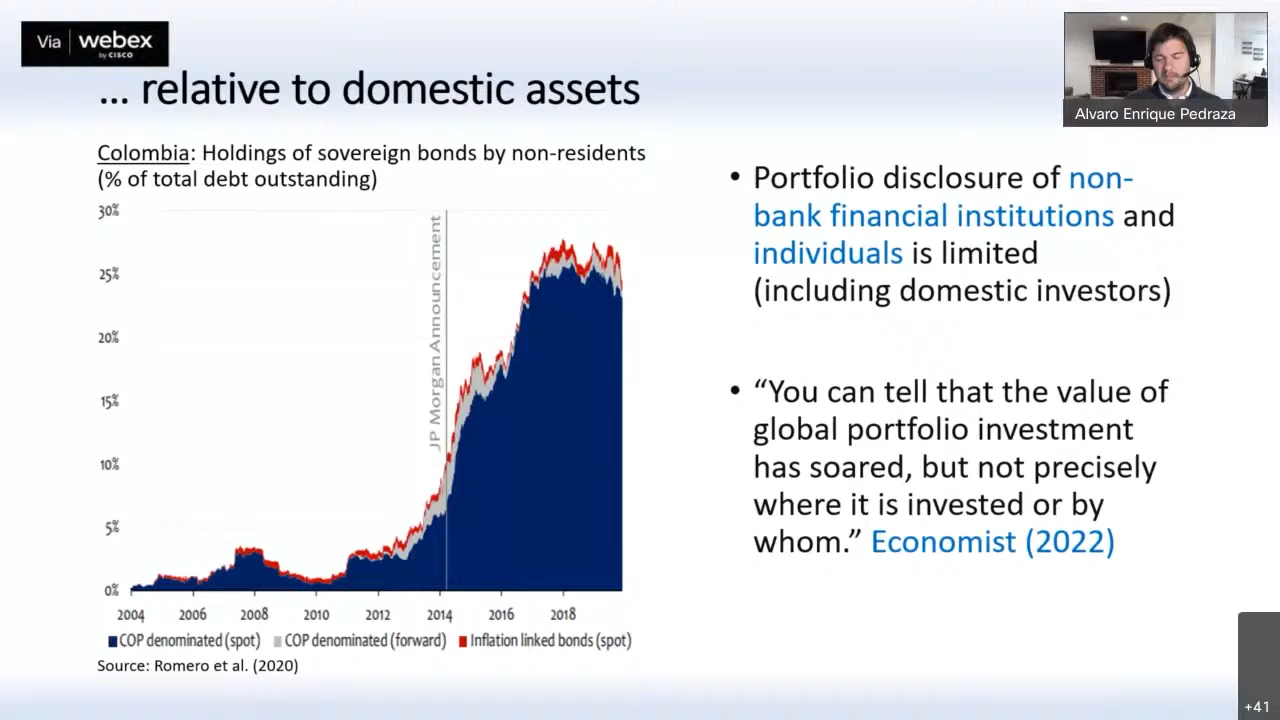 Via webex
by CISCO
... relative to domestic assets
Alvaro Enrique Pedraza
Colombia: Holdings of sovereign bonds by non-residents
(% of total debt outstanding)
30%
25%
20%
15%
10%
5%
0%
JP Morgan Announcement
2004 2006 2008 2010 2012 2014 2016 2018
COP denominated (spot) COP denominated (forward) Inflation linked bonds (spot)
Source: Romero et al. (2020)
• Portfolio disclosure of non-
bank financial institutions and
individuals is limited
(including domestic investors)
• “You can tell that the value of
global portfolio investment
has soared, but not precisely
where it is invested or by
whom.” Economist (2022)
+41